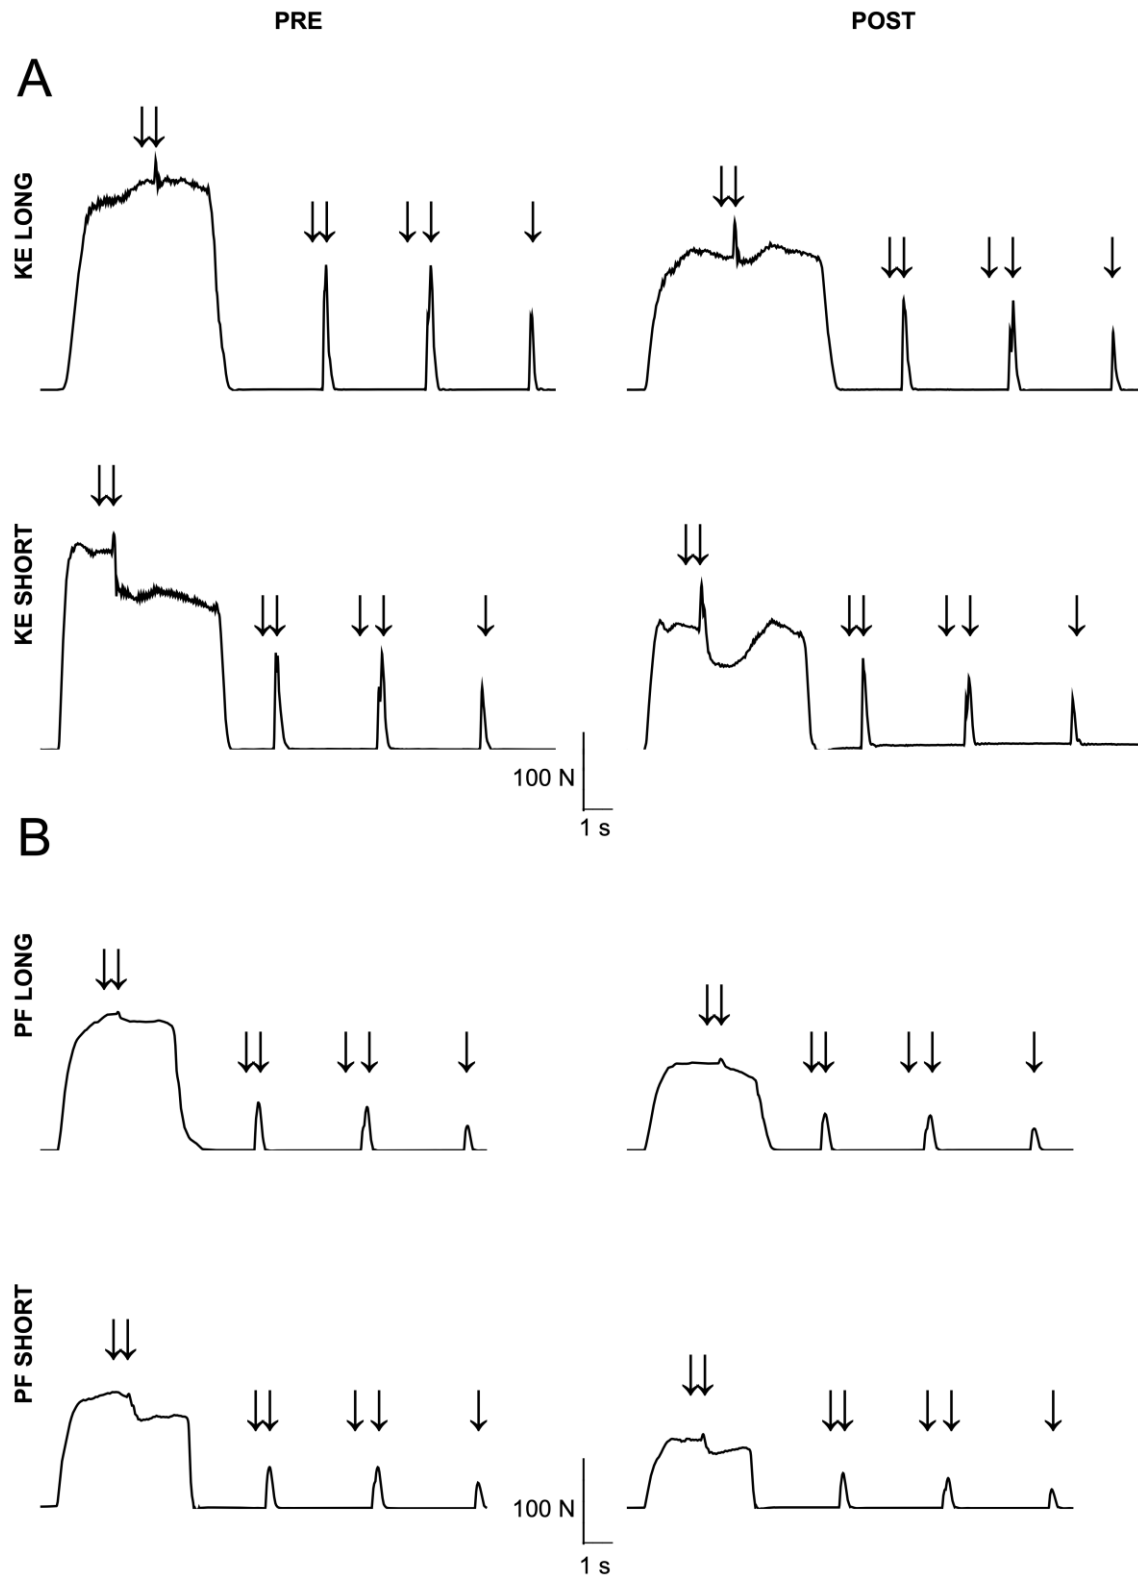 PRE
POST
A
KE LONG
KE SHORT
100 N
1 s
B
PF LONG
PF SHORT
100 N
1 s